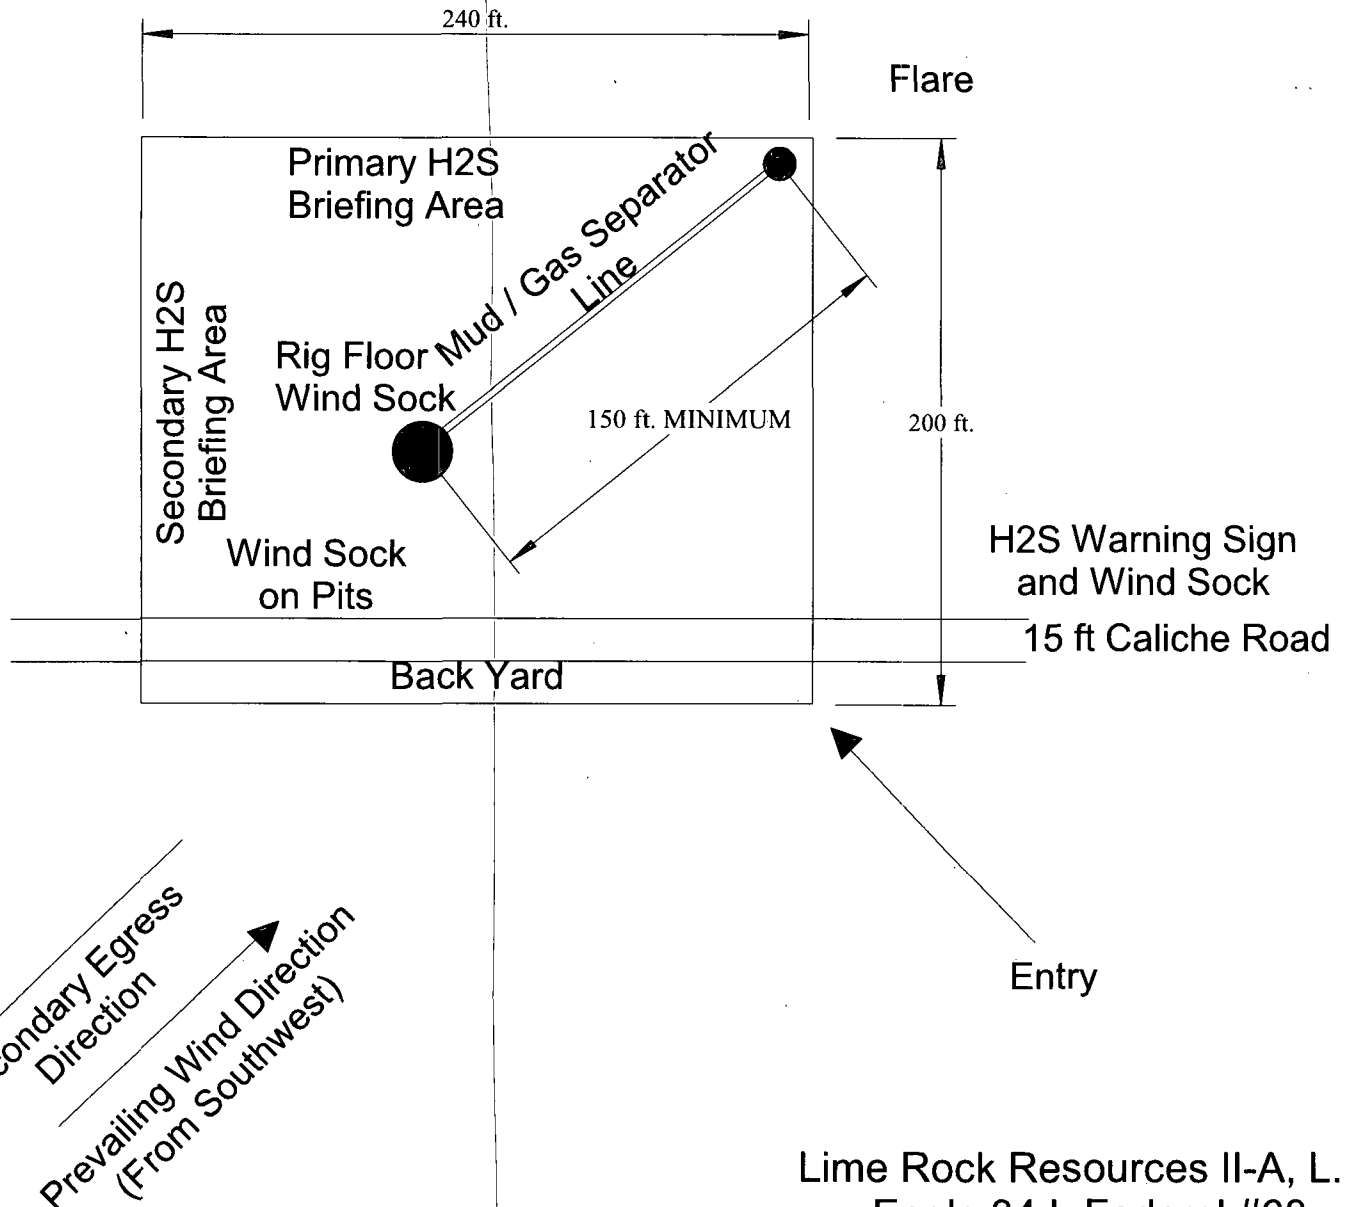 240 ft.
Flare
Primary H2S
Briefing Area
Mud / Gas Separator
Line
Secondary H2S
Briefing Area
Rig Floor
Wind Sock
150 ft. MINIMUM
200 ft.
Wind Sock
on Pits
H2S Warning Sign
and Wind Sock
15 ft Caliche Road
Back Yard
Entry
condary Egress
Direction
Prevailing Wind Direction
(From Southwest)
Lime Rock Resources II-A, L.